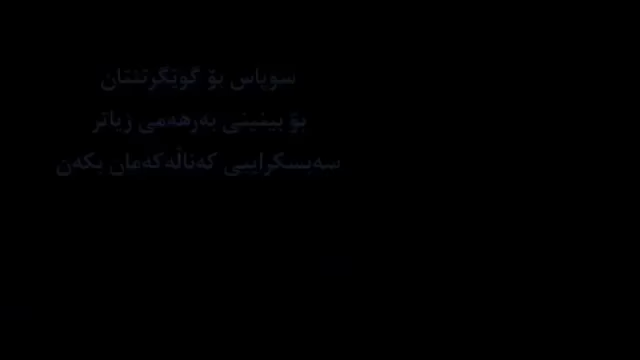 سوپاس بۆ گوێگرتنتان
بۆ بینینی بەرهەمی زیاتر
سەبسکرایبی کەناڵەکەمان بکەن